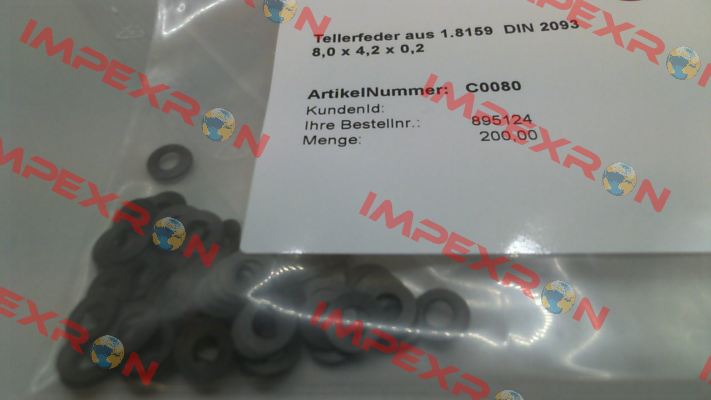 Tellerfeder aus 1.8159 DIN 2093
8,0 x 4,2 x 0,2
ArtikelNummer: C0080
KundenId:
Ihre Bestellnr.: 895124
Menge: 200,00
IMPEXRON
IMPEXRON
IMPEXRON
IMPEXRON
IMPEXRON
IMPEXRON